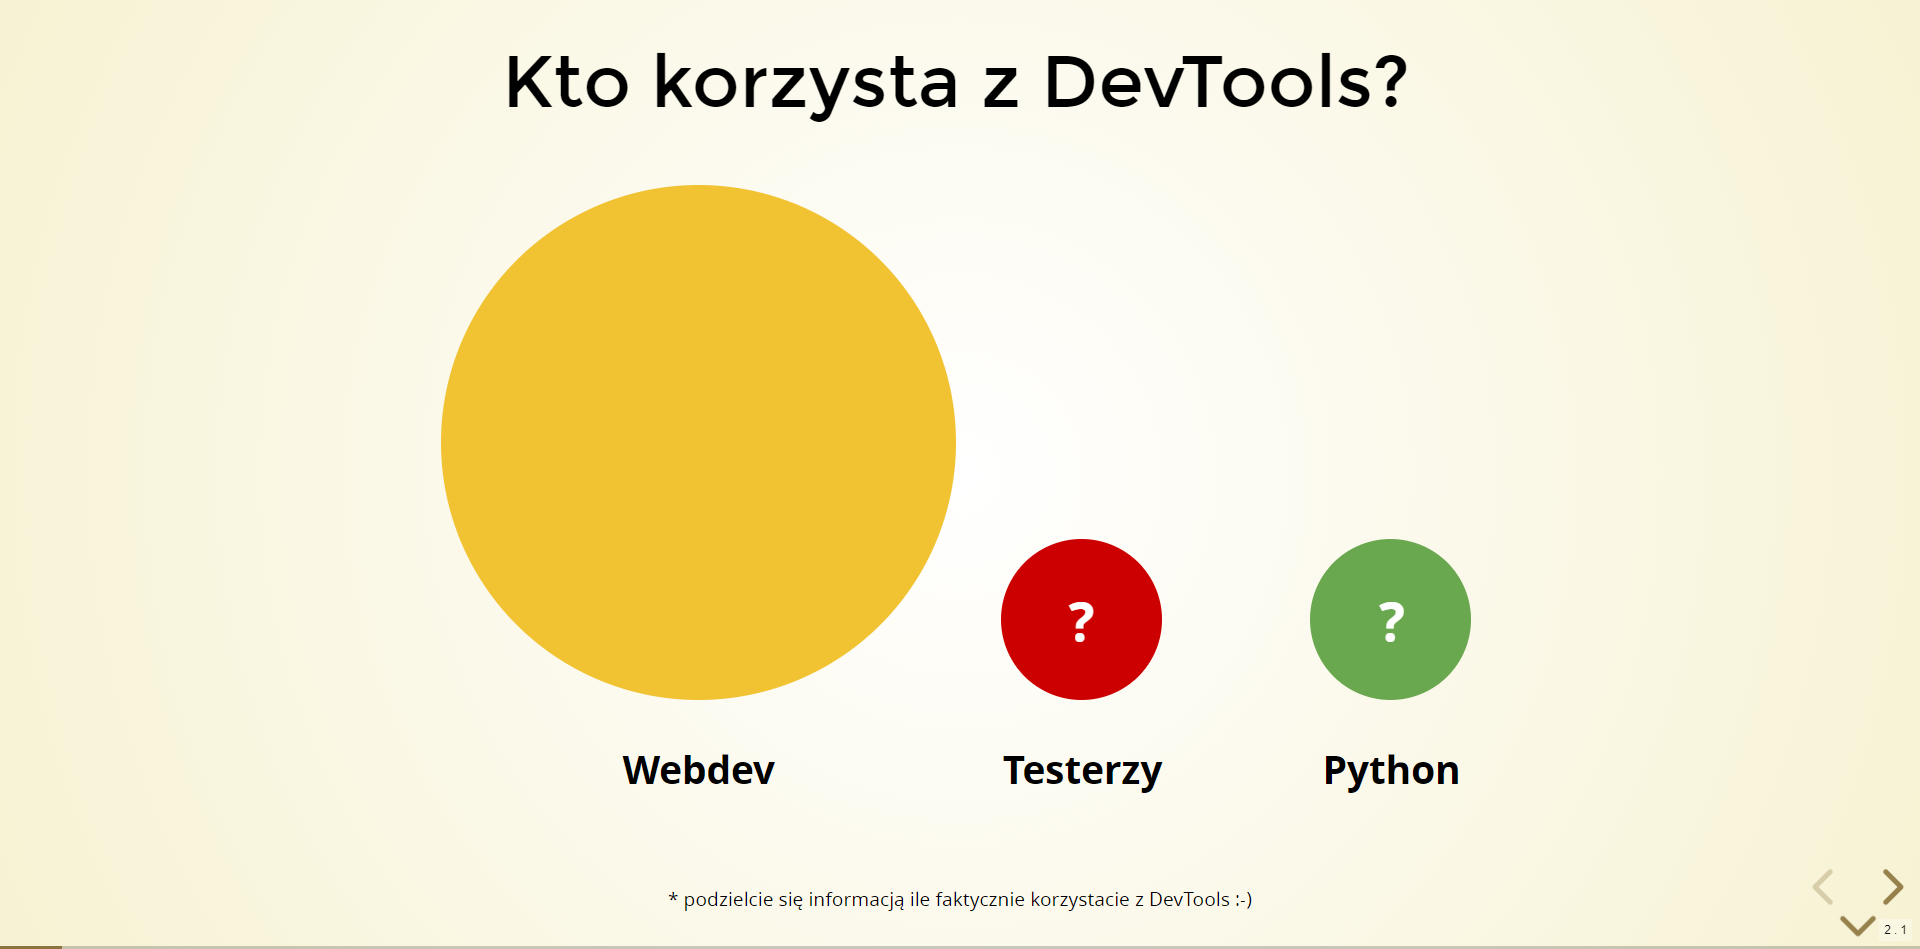 Kto korzysta z DevTools?
?
?
Webdev
Testerzy
Python
* podzielcie się informacją ile faktycznie korzystacie z DevTools :-)
2.1